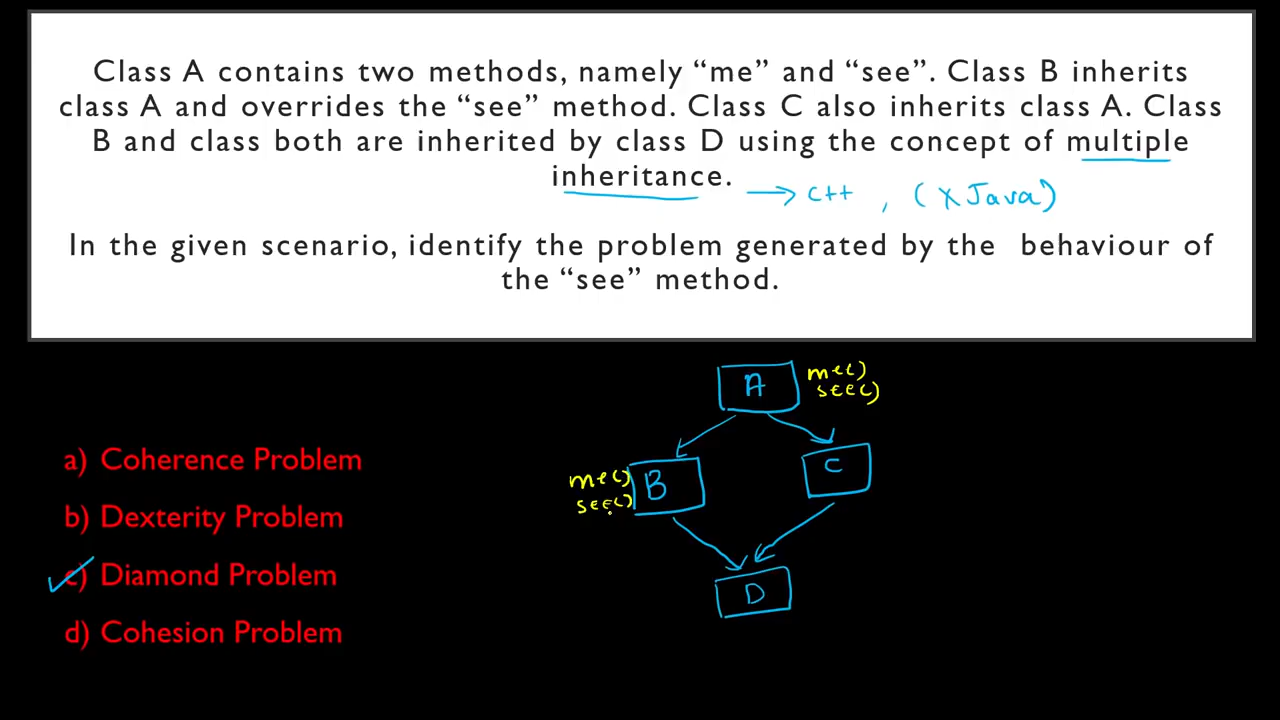 Class A contains two methods, namely “me” and “see”. Class B inherits
class A and overrides the “see” method. Class C also inherits class A. Class
B and class both are inherited by class D using the concept of multiple
inheritance.
→ C++ , (X Java)
In the given scenario, identify the problem generated by the behaviour of
the “see” method.
A
me()
see()
a) Coherence Problem
B
me()
see()
C
b) Dexterity Problem
c) Diamond Problem
D
d) Cohesion Problem